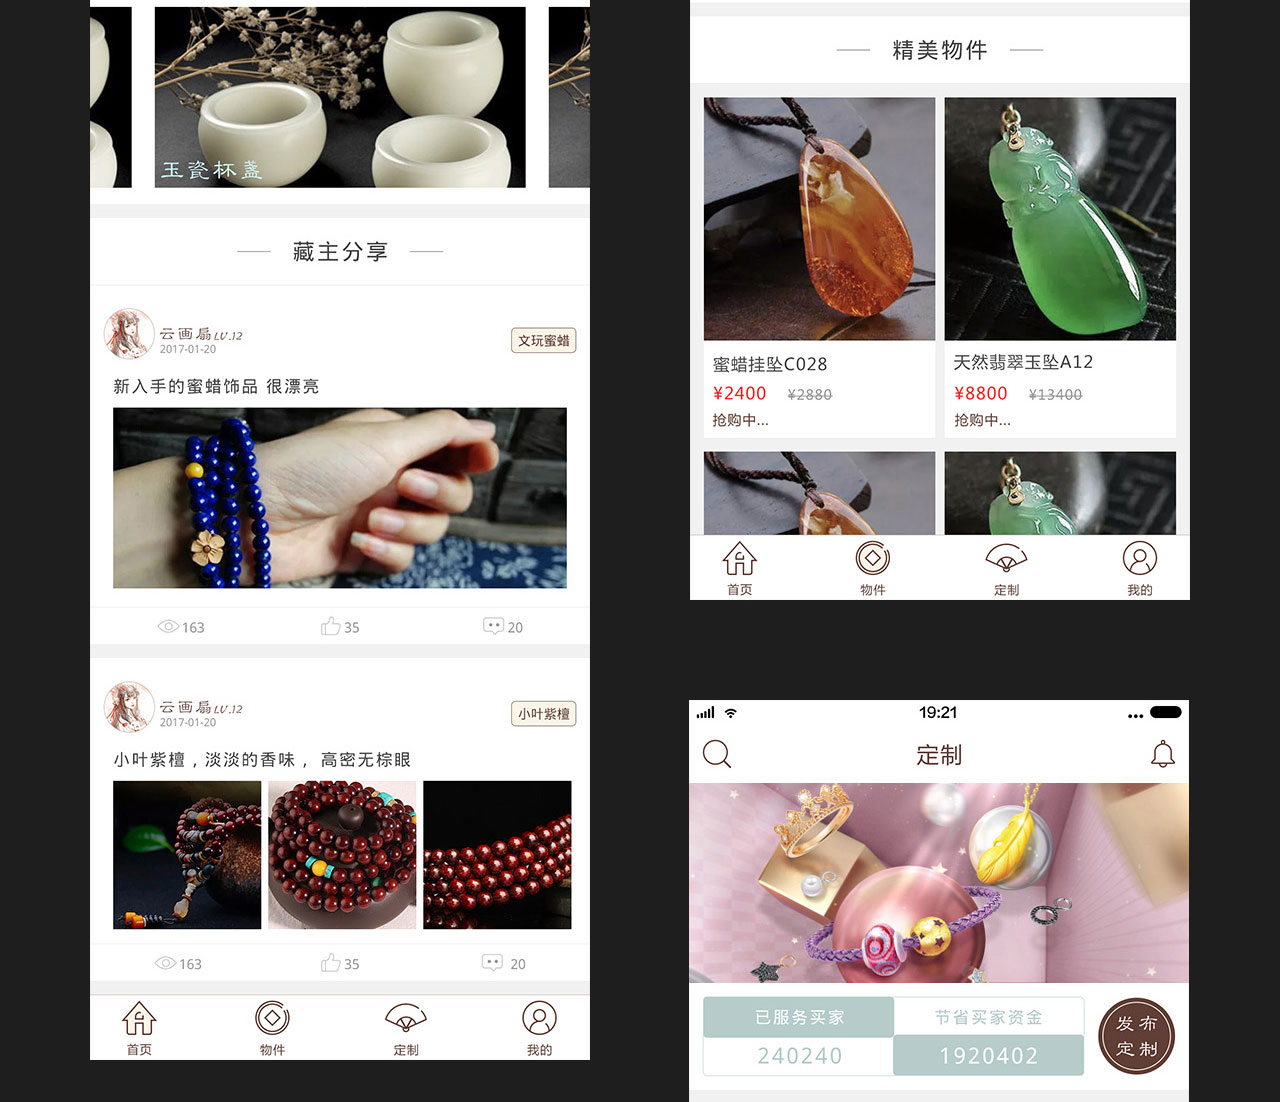 玉瓷杯盏
藏主分享
云画扇LV.12
2017-01-20
文玩蜜蜡
新入手的蜜蜡饰品 很漂亮
163
35
20
云画扇LV.12
2017-01-20
小叶紫檀
小叶紫檀，淡淡的香味， 高密无棕眼
163
35
20
首页
物件
定制
我的
精美物件
蜜蜡挂坠C028
¥2400 ¥2880
抢购中...
天然翡翠玉坠A12
¥8800 ¥13400
抢购中...
首页
物件
定制
我的
19:21
定制
已服务买家
240240
节省买家资金
1920402
发布
定制